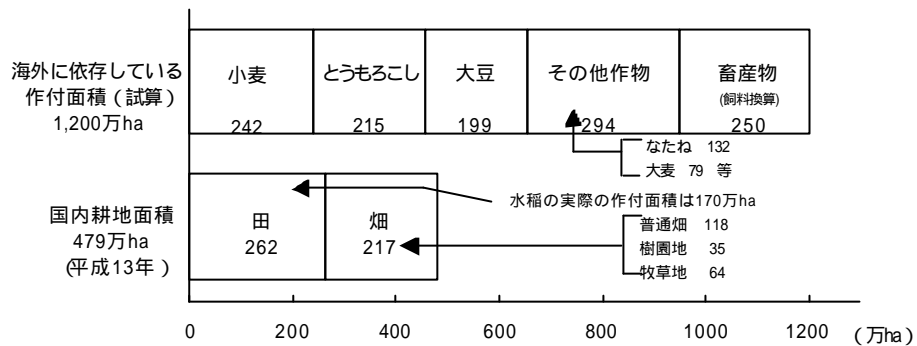 海外に依存している
作付面積（試算）
1,200万ha
小麦
242
とうもろこし
215
大豆
199
その他作物
294
畜産物
(飼料換算)
250
なたね 132
大麦 79 等
国内耕地面積
479万ha
(平成13年）
田
262
畑
217
水稲の実際の作付面積は170万ha
普通畑 118
樹園地 35
牧草地 64
0 200 400 600 800 1000 1200 （万ha）